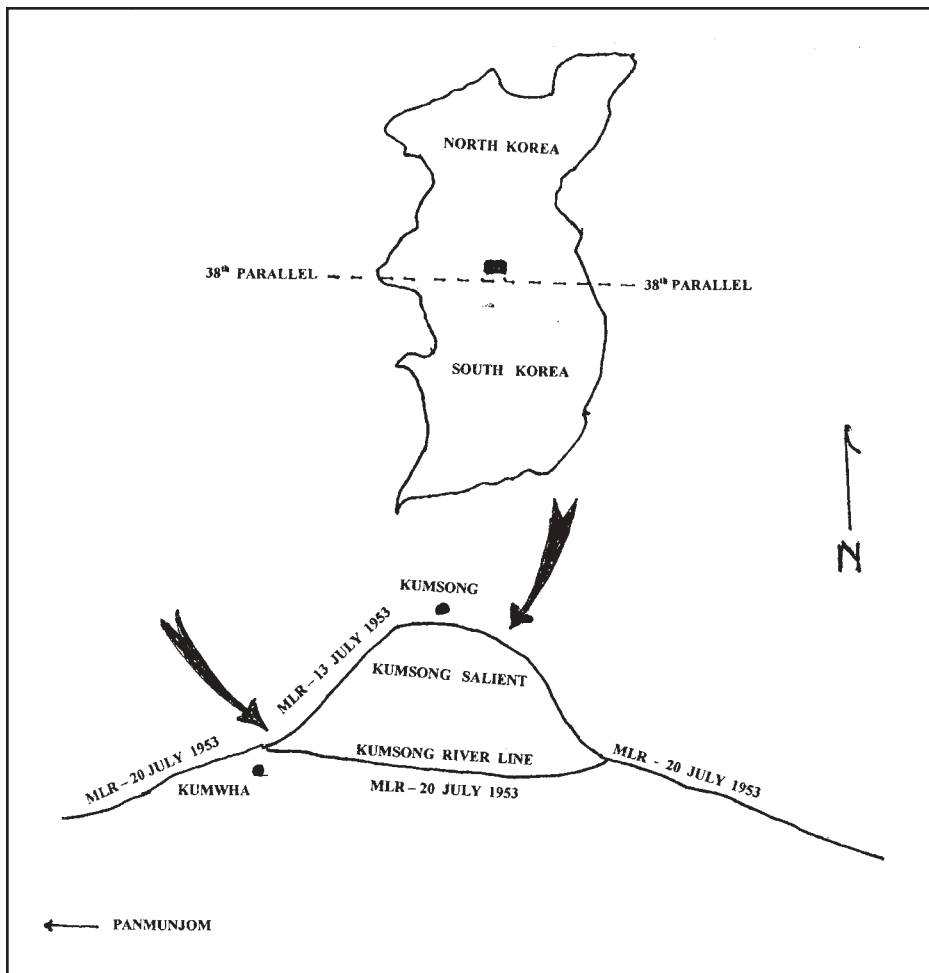 NORTH KOREA
38th PARALLEL
38th PARALLEL
SOUTH KOREA
N
KUMSONG
MLR – 13 JULY 1953
KUMSONG SALIENT
MLR – 20 JULY 1953
KUMSONG RIVER LINE
MLR - 20 JULY 1953
KUMWHA
MLR – 20 JULY 1953
PANMUNJOM